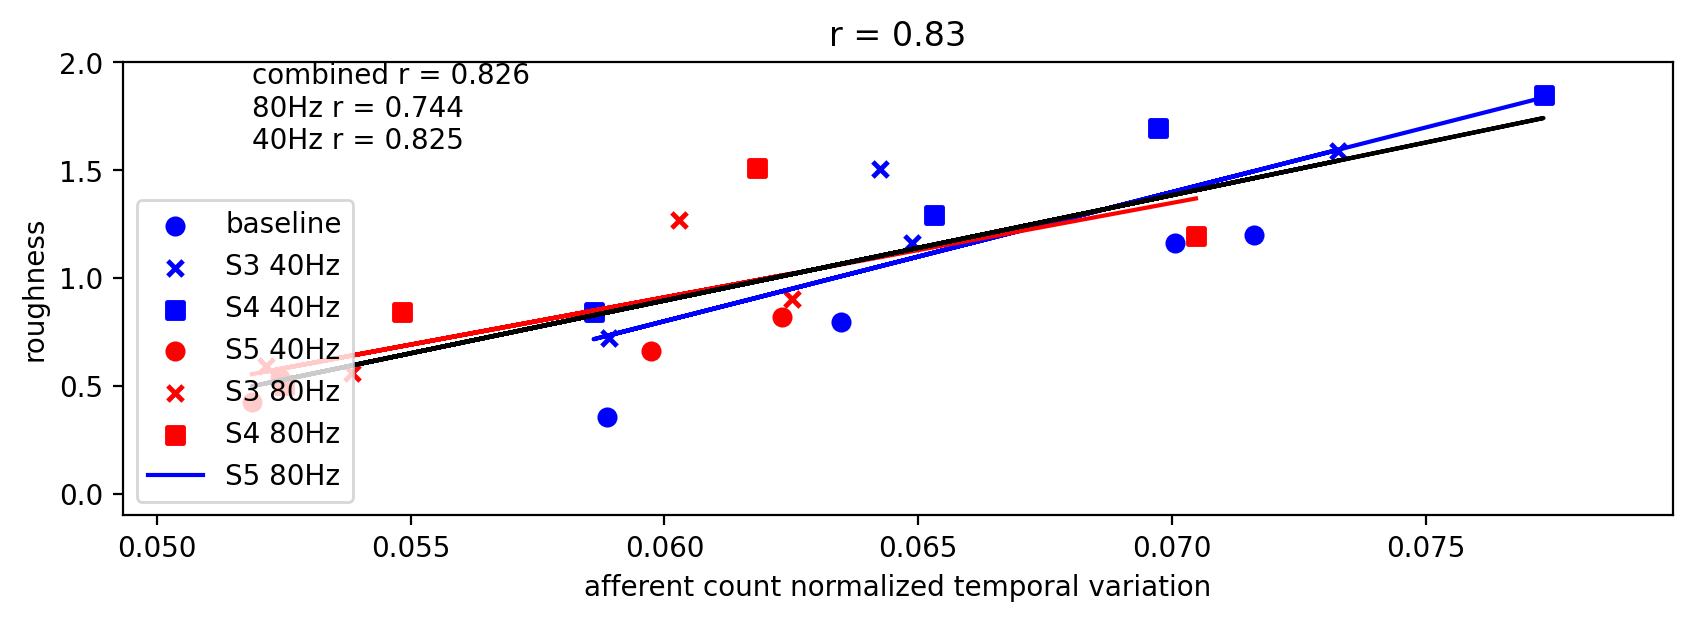 r = 0.83
combined r = 0.826
80Hz r = 0.744
40Hz r = 0.825
baseline
S3 40Hz
S4 40Hz
S5 40Hz
S3 80Hz
S4 80Hz
S5 80Hz
roughness
2.0
1.5
1.0
0.5
0.0
0.050 0.055 0.060 0.065 0.070 0.075
afferent count normalized temporal variation